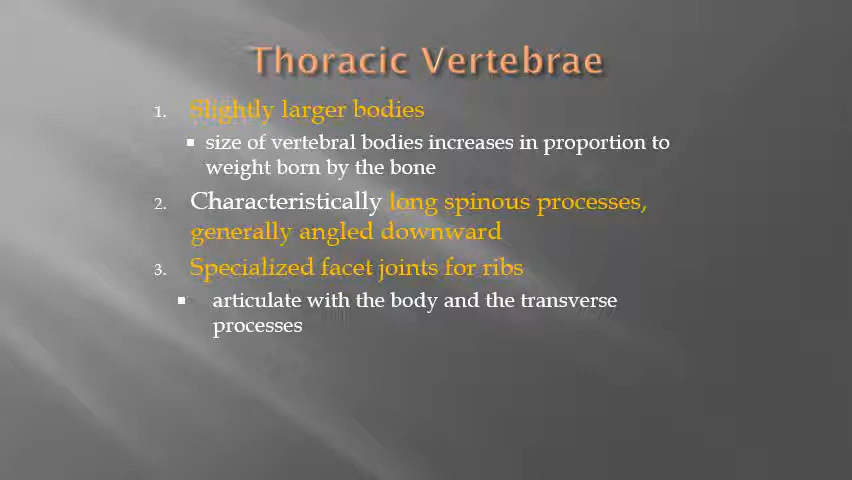 Thoracic Vertebrae
1. Slightly larger bodies
▪ size of vertebral bodies increases in proportion to
weight born by the bone
2. Characteristically long spinous processes,
generally angled downward
3. Specialized facet joints for ribs
▪ articulate with the body and the transverse
processes